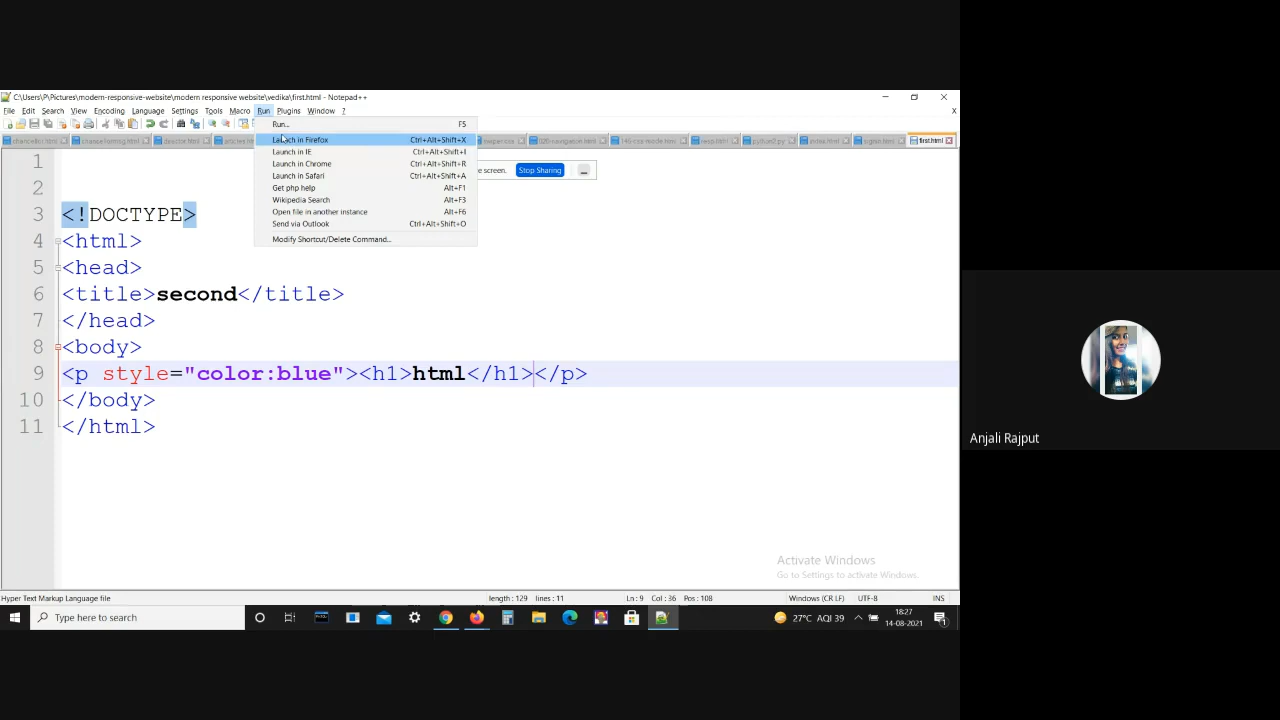 C:\Users\P\Pictures\modern-responsive-website\modern responsive website\vedika\first.html - Notepad++
File Edit Search View Encoding Language Settings Tools Macro Run Plugins Window ? X
Run... F5
Launch in Firefox Ctrl+Alt+Shift+X
Launch in IE Ctrl+Alt+Shift+I
Launch in Chrome Ctrl+Alt+Shift+R
Launch in Safari Ctrl+Alt+Shift+A
Get php help Alt+F1
Wikipedia Search Alt+F3
Open file in another instance Alt+F6
Send via Outlook Ctrl+Alt+Shift+O
Modify Shortcut/Delete Command...
first.html
e screen. Stop Sharing
1
2
3 <!DOCTYPE>
4 <html>
5 <head>
6 <title>second</title>
7 </head>
8 <body>
9 <p style="color:blue"><h1>html</h1></p>
10 </body>
11 </html>
Anjali Rajput
Activate Windows
Go to Settings to activate Windows.
Hyper Text Markup Language file length : 129 lines : 11 Ln : 9 Col : 36 Pos : 108 Windows (CR LF) UTF-8 INS
Type here to search 27°C AQI 39 18:27
14-08-2021